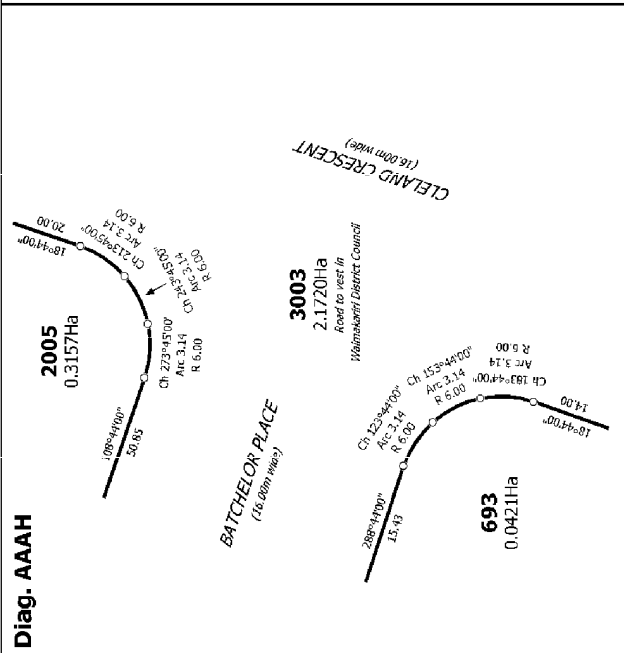 Diag. AAAH
2005
0.3157Ha
108°44'00"
50.85
18°44'00"
20.00
Ch 213°45'00"
Arc 3.14
R 6.00
Ch 243°45'00"
Arc 3.14
R 6.00
Ch 273°45'00'
Arc 3.14
R 6.00
CLELAND CRESCENT
(16.00m wide)
3003
2.1720Ha
Road to vest in
Waimakariri District Council
BATCHELOR PLACE
(16.00m wide)
288°44'00"
15.43
Ch 123°44'00"
Arc 3.14
R 6.00
Ch 153°44'00"
Arc 3.14
R 6.00
Ch 183°44'00"
Arc 3.14
R 6.00
18°44'00"
14.00
693
0.0421Ha